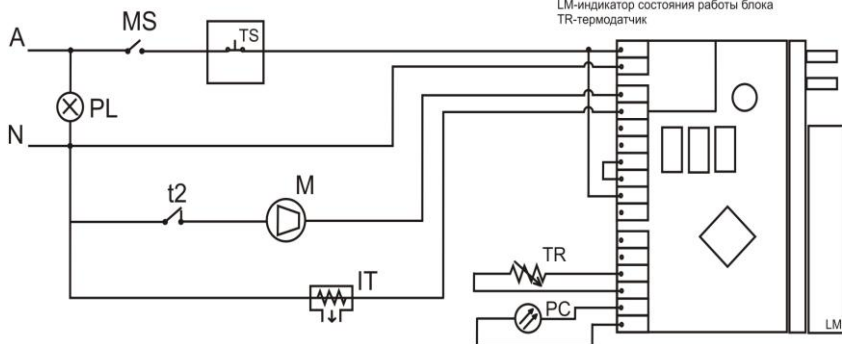 LM-индикатор состояния работы блока
TR-термодатчик
A
MS
TS
PL
N
t2
M
IT
TR
PC
LM